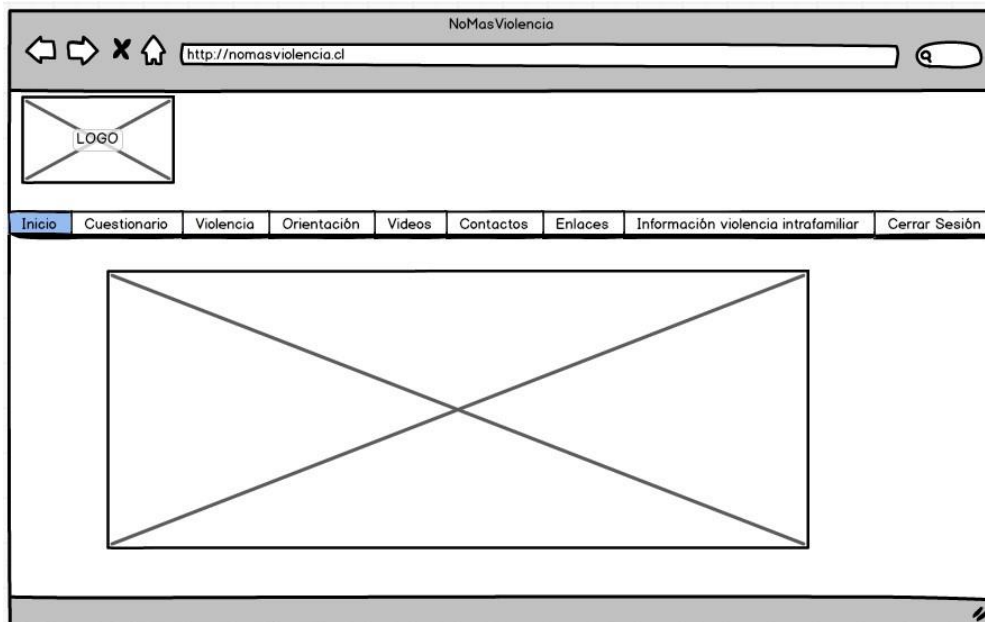 NoMasViolencia
http://nomasviolencia.cl
LOGO
Inicio Cuestionario Violencia Orientación Videos Contactos Enlaces Información violencia intrafamiliar Cerrar Sesión